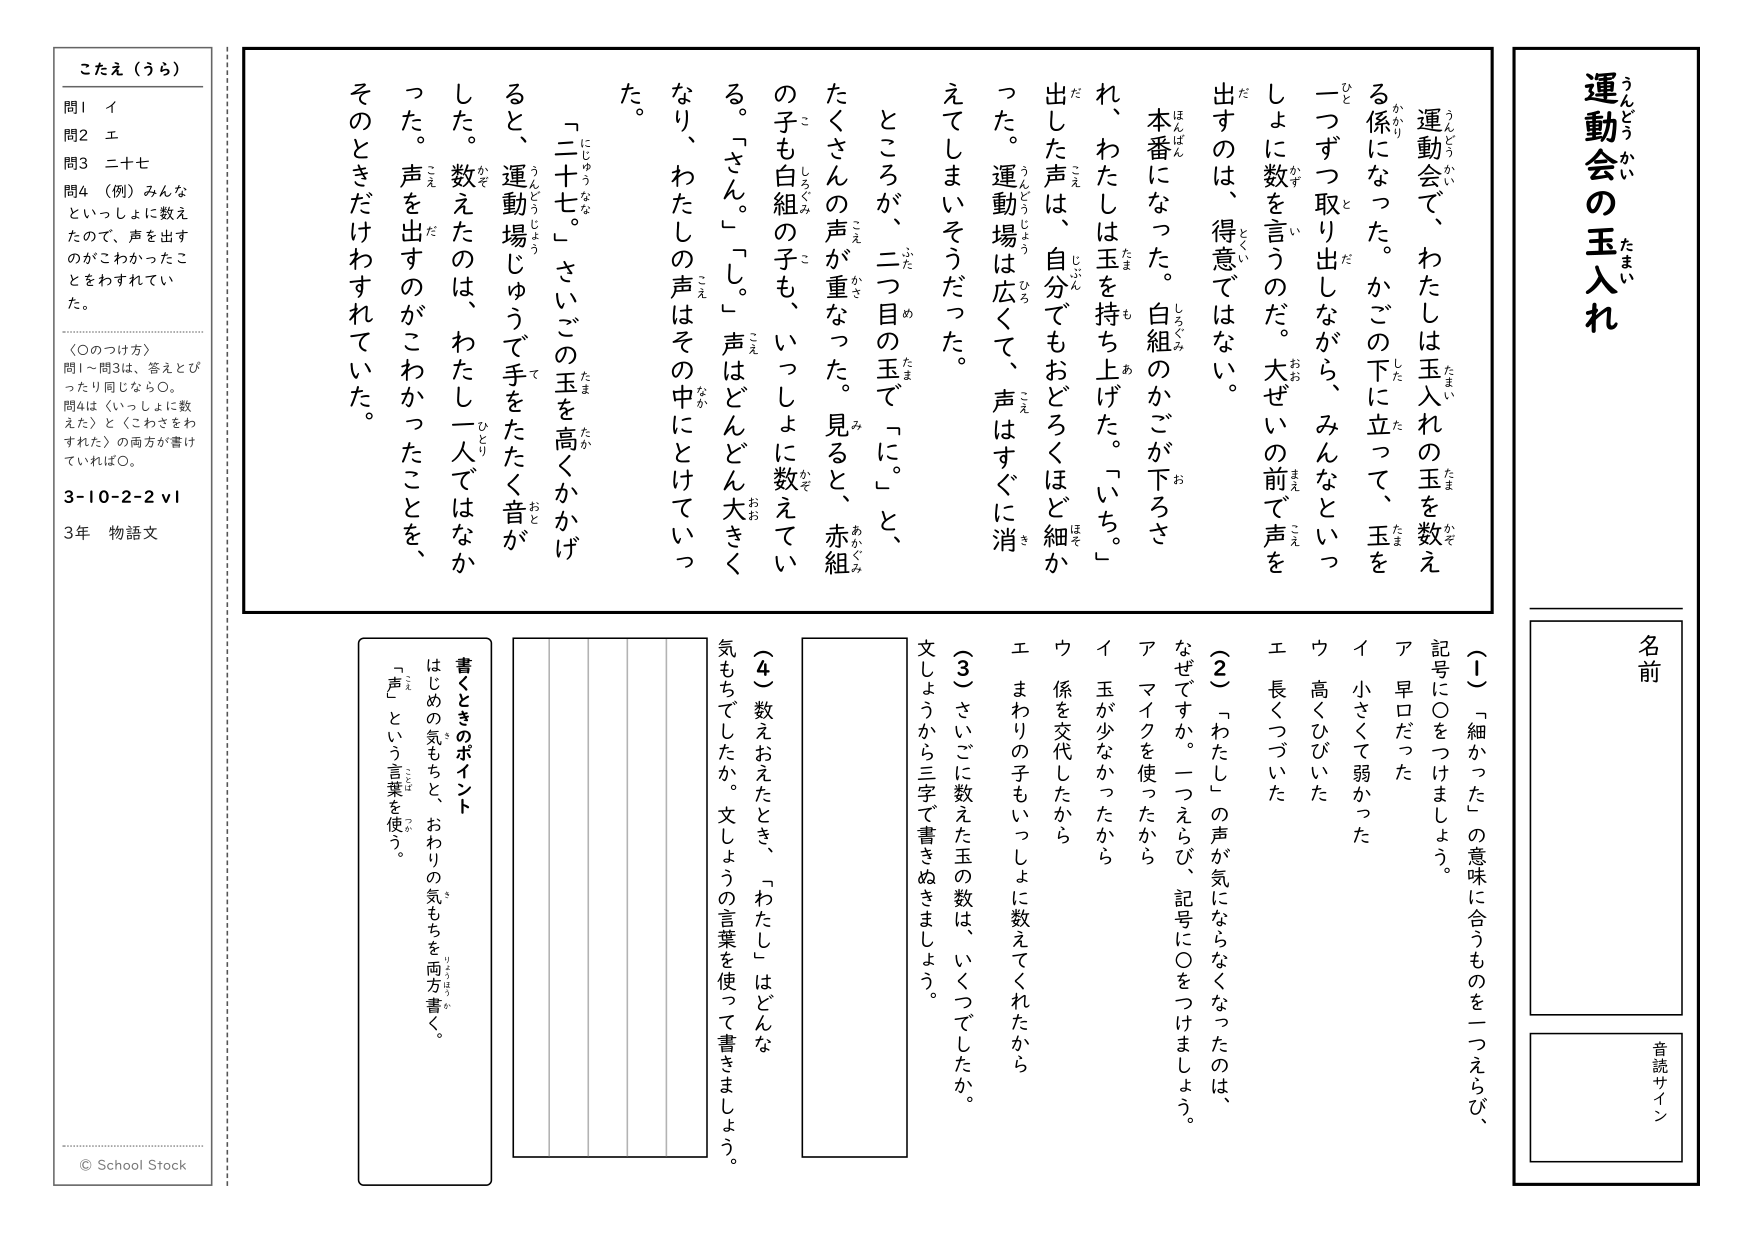 運動会の玉入れ
名前
音読サイン
運動会で、わたしは玉入れの玉を数え
る係になった。かごの下に立って、玉を
一つずつ取り出しながら、みんなといっ
しょに数を言うのだ。大ぜいの前で声を
出すのは、得意ではない。
本番になった。白組のかごが下ろさ
れ、わたしは玉を持ち上げた。「いち。」
出した声は、自分でもおどろくほど細か
った。運動場は広くて、声はすぐに消
えてしまいそうだった。
ところが、二つ目の玉で「に。」と、
たくさんの声が重なった。見ると、赤組
の子も白組の子も、いっしょに数えてい
る。「さん。」「し。」声はどんどん大きく
なり、わたしの声はその中にとけていっ
た。
「二十七。」さいごの玉を高くかかげ
ると、運動場じゅうで手をたたく音が
した。数えたのは、わたし一人ではなか
った。声を出すのがこわかったことを、
そのときだけわすれていた。
（1）「細かった」の意味に合うものを一つえらび、
記号に〇をつけましょう。
ア　早口だった
イ　小さくて弱かった
ウ　高くひびいた
エ　長くつづいた
（2）「わたし」の声が気にならなくなったのは、
なぜですか。一つえらび、記号に〇をつけましょう。
ア　マイクを使ったから
イ　玉が少なかったから
ウ　係を交代したから
エ　まわりの子もいっしょに数えてくれたから
（3）さいごに数えた玉の数は、いくつでしたか。
文しょうから三字で書きぬきましょう。
（4）数えおえたとき、「わたし」はどんな
気もちでしたか。文しょうの言葉を使って書きましょう。
書くときのポイント
はじめの気もちと、おわりの気もちを両方書く。
「声」という言葉を使う。
こたえ（うら）
問1　イ
問2　エ
問3　二十七
問4　（例）みんな
といっしょに数え
たので、声を出す
のがこわかったこ
とをわすれてい
た。
〈〇のつけ方〉
問1～問3は、答えとぴ
ったり同じなら〇。
問4は〈いっしょに数
えた〉と〈こわさをわ
すれた〉の両方が書け
ていれば〇。
3-10-2-2 v1
3年　物語文
© School Stock